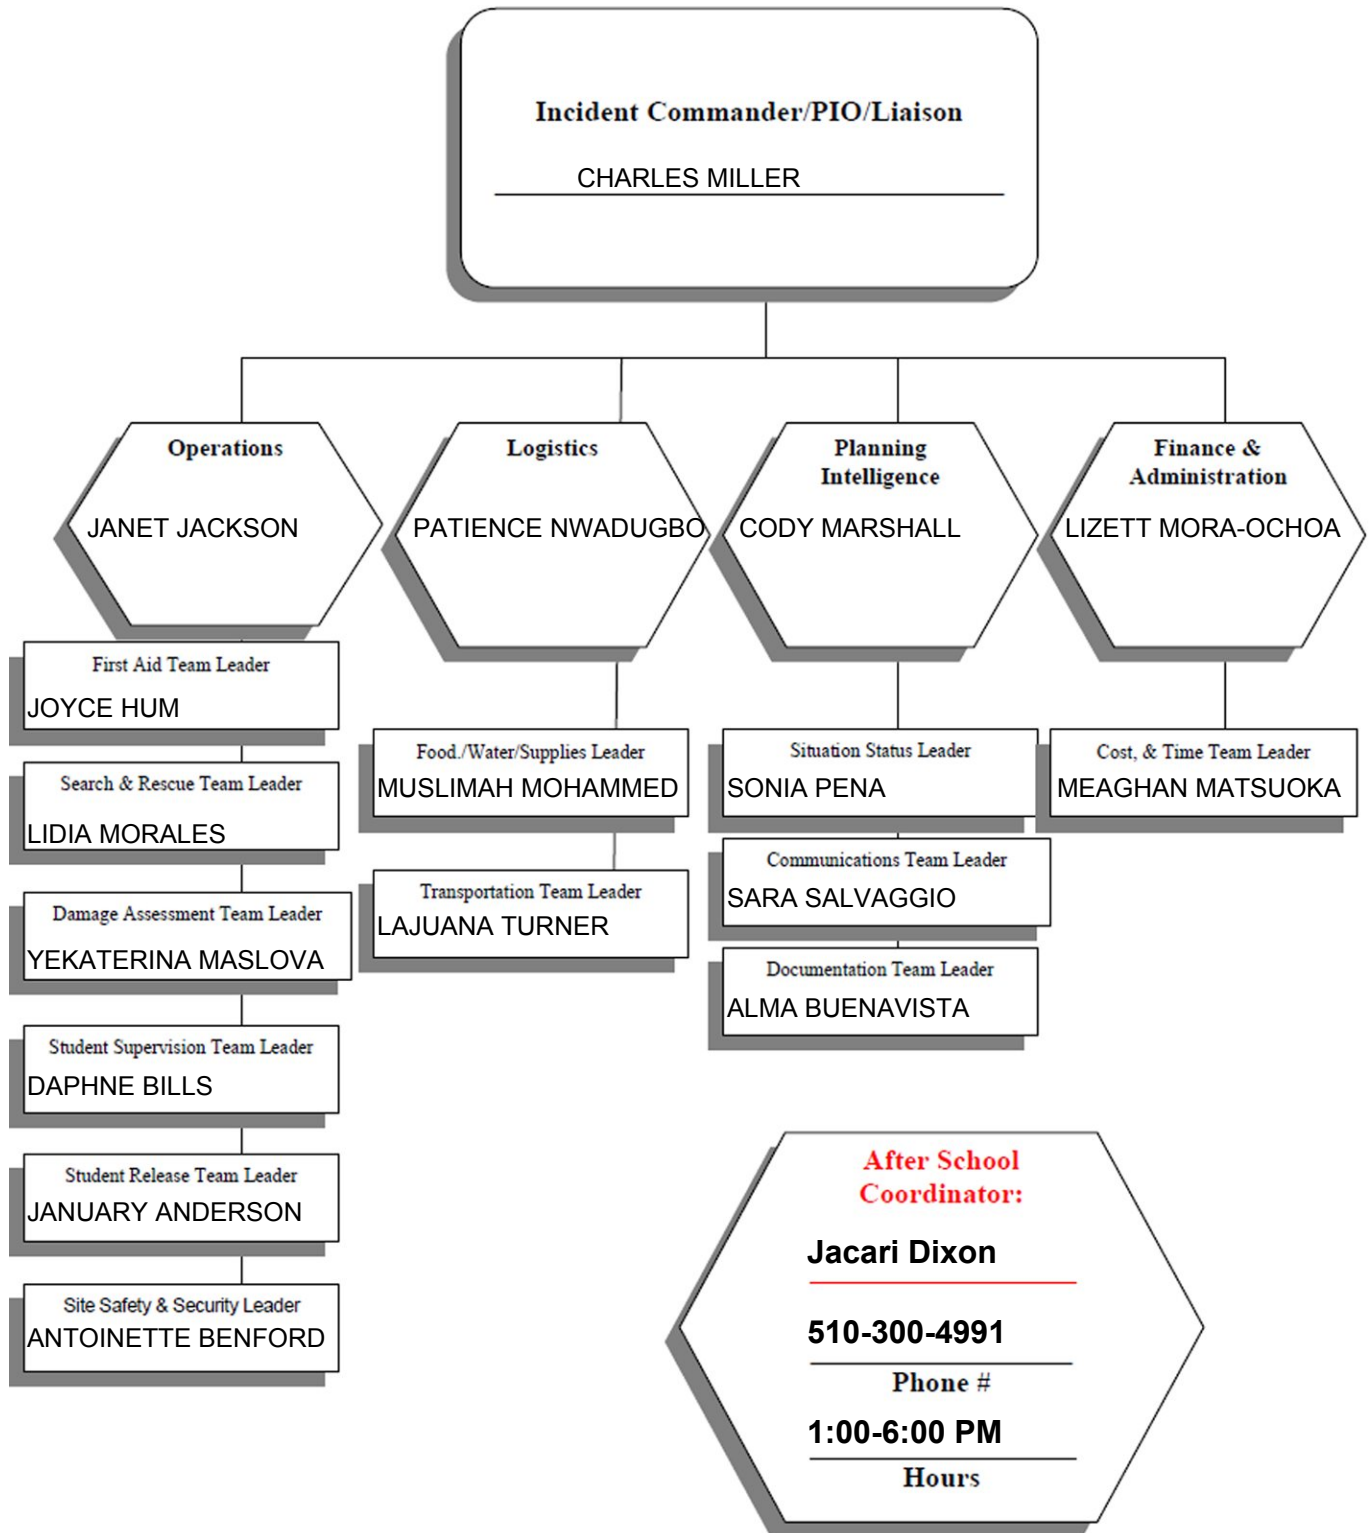 Incident Commander/PIO/Liaison
CHARLES MILLER
Operations
JANET JACKSON
Logistics
PATIENCE NWADUGBO
Planning
Intelligence
CODY MARSHALL
Finance &
Administration
LIZETT MORA-OCHOA
First Aid Team Leader
JOYCE HUM
Search & Rescue Team Leader
LIDIA MORALES
Damage Assessment Team Leader
YEKATERINA MASLOVA
Student Supervision Team Leader
DAPHNE BILLS
Student Release Team Leader
JANUARY ANDERSON
Site Safety & Security Leader
ANTOINETTE BENFORD
Food./Water/Supplies Leader
MUSLIMAH MOHAMMED
Transportation Team Leader
LAJUANA TURNER
Situation Status Leader
SONIA PENA
Communications Team Leader
SARA SALVAGGIO
Documentation Team Leader
ALMA BUENAVISTA
Cost, & Time Team Leader
MEAGHAN MATSUOKA
After School
Coordinator:
Jacari Dixon
510-300-4991
Phone #
1:00-6:00 PM
Hours